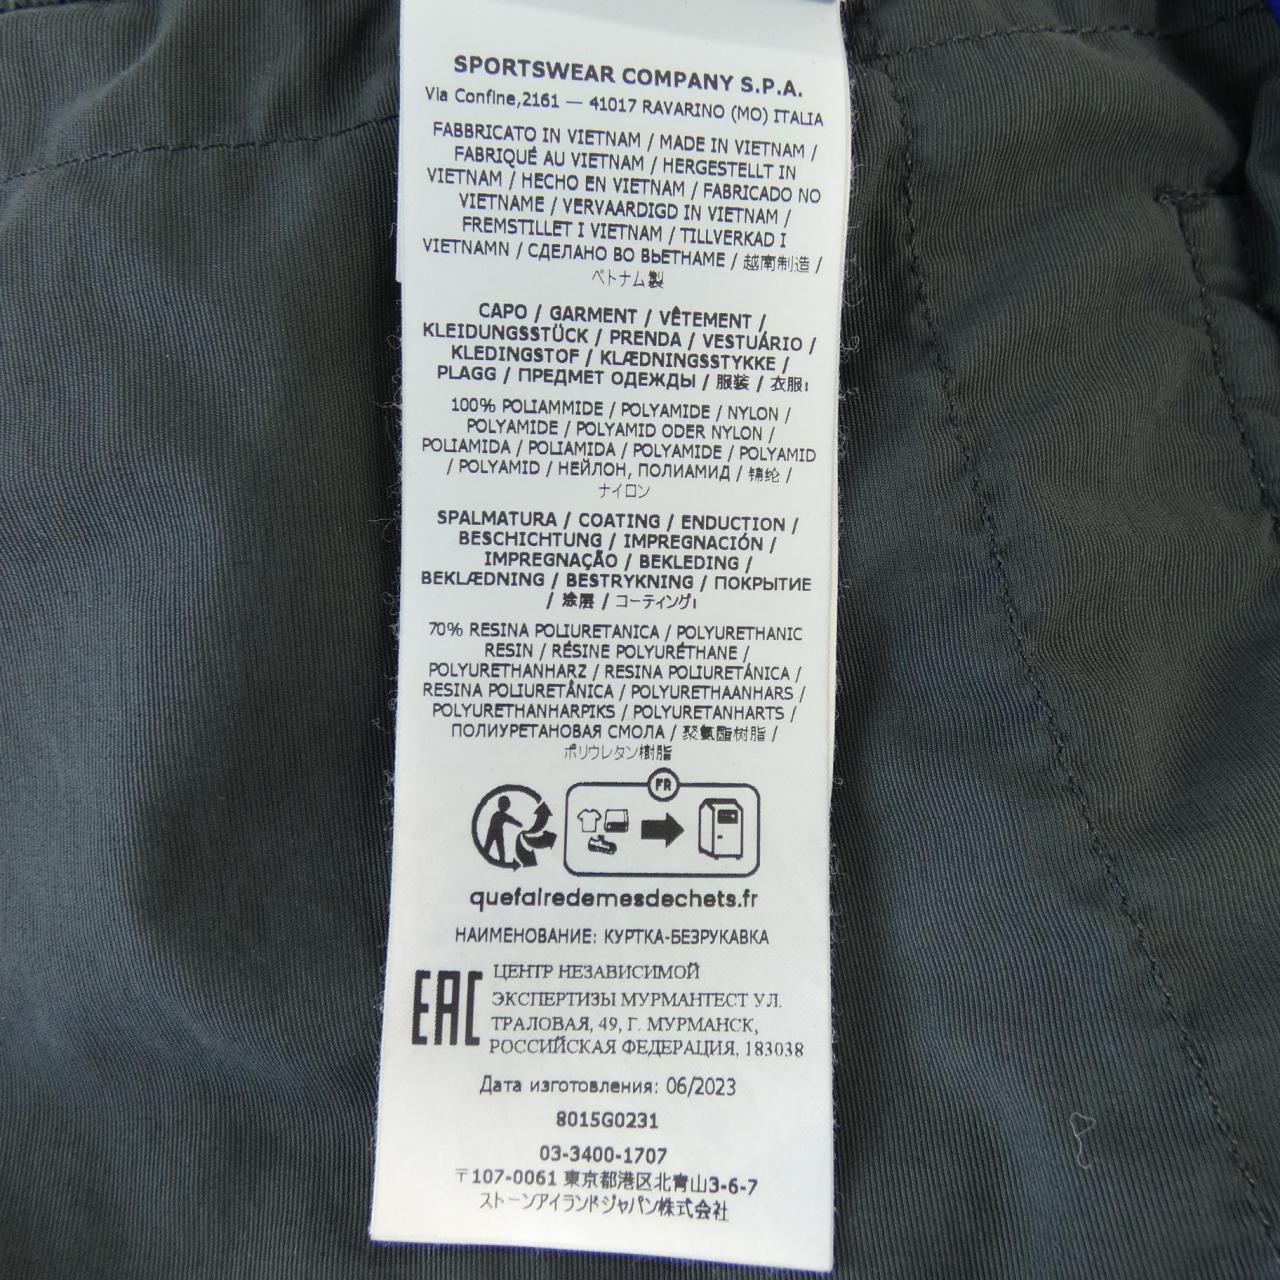 SPORTSWEAR COMPANY S.P.A.
Via Confine,2161 — 41017 RAVARINO (MO) ITALIA
FABBRICATO IN VIETNAM / MADE IN VIETNAM /
FABRIQUÉ AU VIETNAM / HERGESTELLT IN
VIETNAM / HECHO EN VIETNAM / FABRICADO NO
VIETNAME / VERVAARDIGD IN VIETNAM /
FREMSTILLET I VIETNAM / TILLVERKAD I
VIETNAMN / СДЕЛАНО ВО ВЬЕТНАМЕ / 越南制造 /
ベトナム製
CAPO / GARMENT / VÊTEMENT /
KLEIDUNGSSTÜCK / PRENDA / VESTUÁRIO /
KLEDINGSTOF / KLÆDNINGSSTYKKE /
PLAGG / ПРЕДМЕТ ОДЕЖДЫ / 服装 / 衣服:
100% POLIAMMIDE / POLYAMIDE / NYLON /
POLYAMIDE / POLYAMID ODER NYLON /
POLIAMIDA / POLIAMIDA / POLYAMIDE / POLYAMID
/ POLYAMID / НЕЙЛОН, ПОЛИАМИД / 锦纶 /
ナイロン
SPALMATURA / COATING / ENDUCTION /
BESCHICHTUNG / IMPREGNACIÓN /
IMPREGNAÇÃO / BEKLEDING /
BEKLÆDNING / BESTRYKNING / ПОКРЫТИЕ
/ 涂层 / コーティング:
70% RESINA POLIURETANICA / POLYURETHANIC
RESIN / RÉSINE POLYURÉTHANE /
POLYURETHANHARZ / RESINA POLIURETÁNICA /
RESINA POLIURETÂNICA / POLYURETHAANHARS /
POLYURETHANHARPIKS / POLYURETANHARTS /
ПОЛИУРЕТАНОВАЯ СМОЛА / 聚氨酯树脂 /
ポリウレタン樹脂
FR
quefairedemesdechets.fr
НАИМЕНОВАНИЕ: КУРТКА-БЕЗРУКАВКА
EAC ЦЕНТР НЕЗАВИСИМОЙ
ЭКСПЕРТИЗЫ МУРМАНТЕСТ УЛ.
ТРАЛОВАЯ, 49, Г. МУРМАНСК,
РОССИЙСКАЯ ФЕДЕРАЦИЯ, 183038
Дата изготовления: 06/2023
8015G0231
03-3400-1707
〒107-0061 東京都港区北青山3-6-7
ストーンアイランドジャパン株式会社